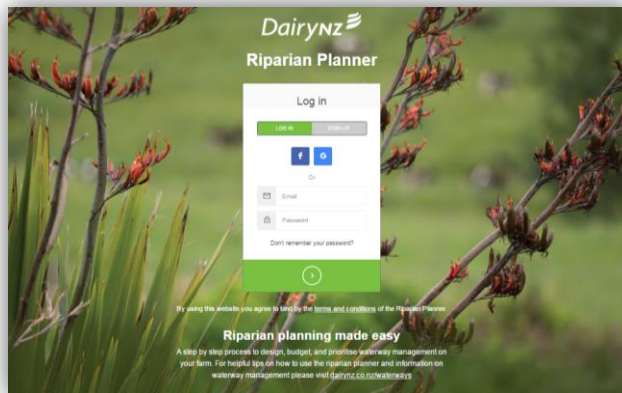 DairyNZ
Riparian Planner
Log in
LOG IN
SIGN UP
f
G
Or
Email
Password
Don't remember your password?
By using this website you agree to bind by the terms and conditions of the Riparian Planner.
Riparian planning made easy
A step by step process to design, budget, and prioritise waterway management on
your farm. For helpful tips on how to use the riparian planner and information on
waterway management please visit dairynz.co.nz/waterways